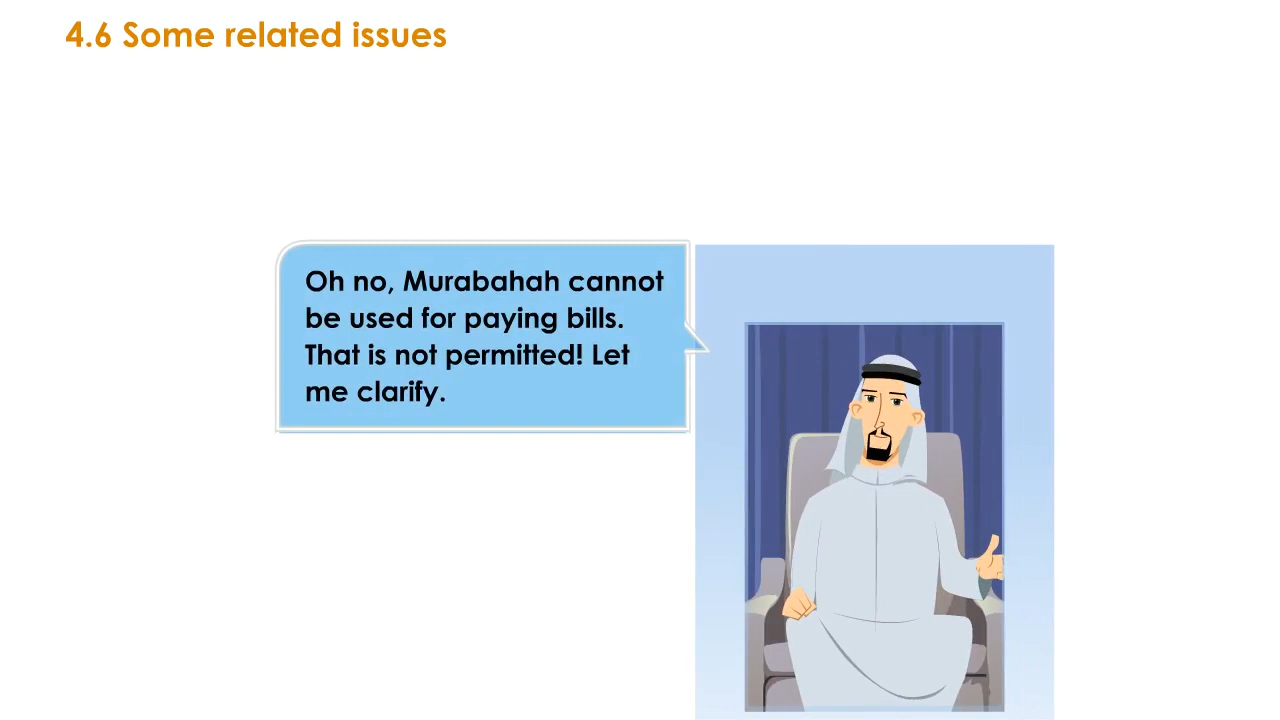 4.6 Some related issues
Oh no, Murabahah cannot
be used for paying bills.
That is not permitted! Let
me clarify.